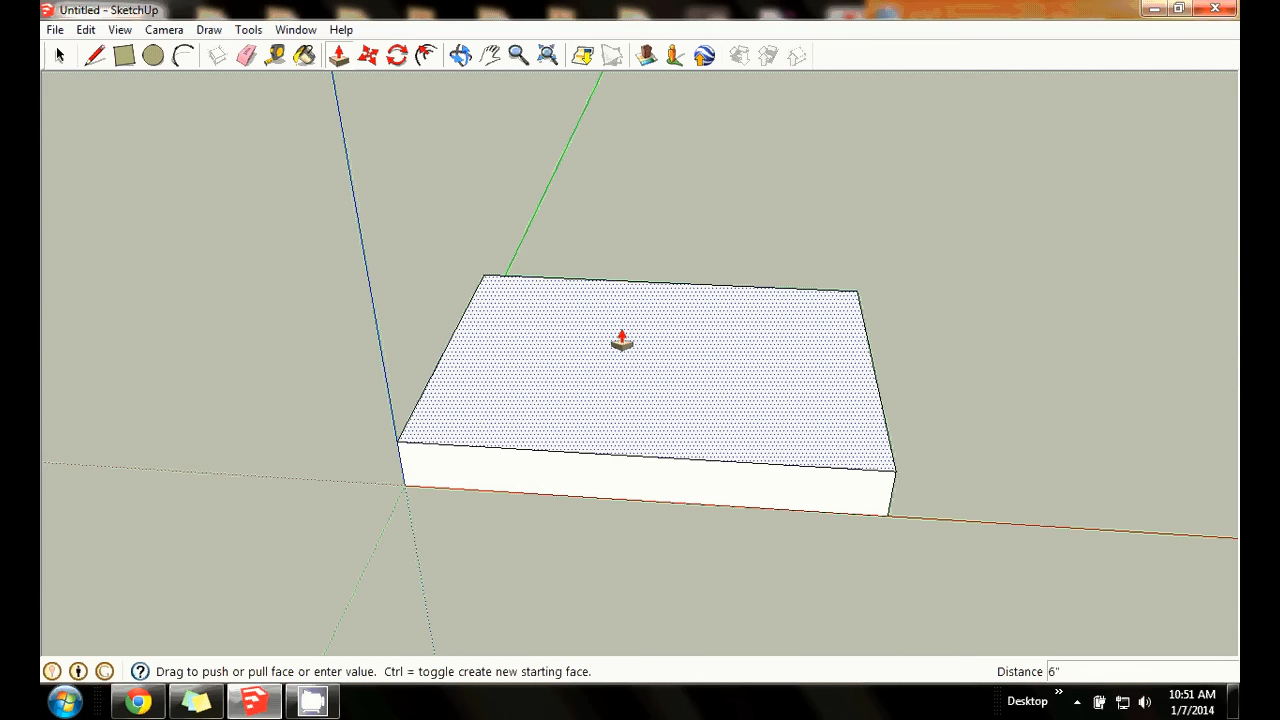 Untitled - SketchUp
File Edit View Camera Draw Tools Window Help
Drag to push or pull face or enter value. Ctrl = toggle create new starting face. Distance 6"
Desktop » 10:51 AM
1/7/2014